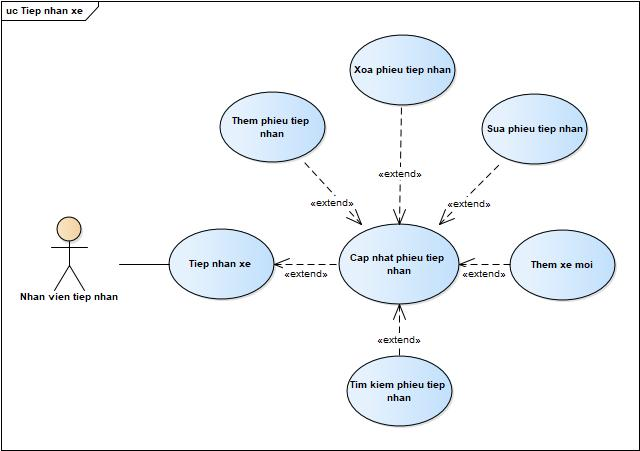 uc Tiep nhan xe
Xoa phieu tiep nhan
Them phieu tiep
nhan
Sua phieu tiep nhan
«extend»
«extend»
«extend»
Tiep nhan xe
«extend»
Cap nhat phieu tiep
nhan
«extend»
Them xe moi
Nhan vien tiep nhan
«extend»
Tim kiem phieu tiep
nhan